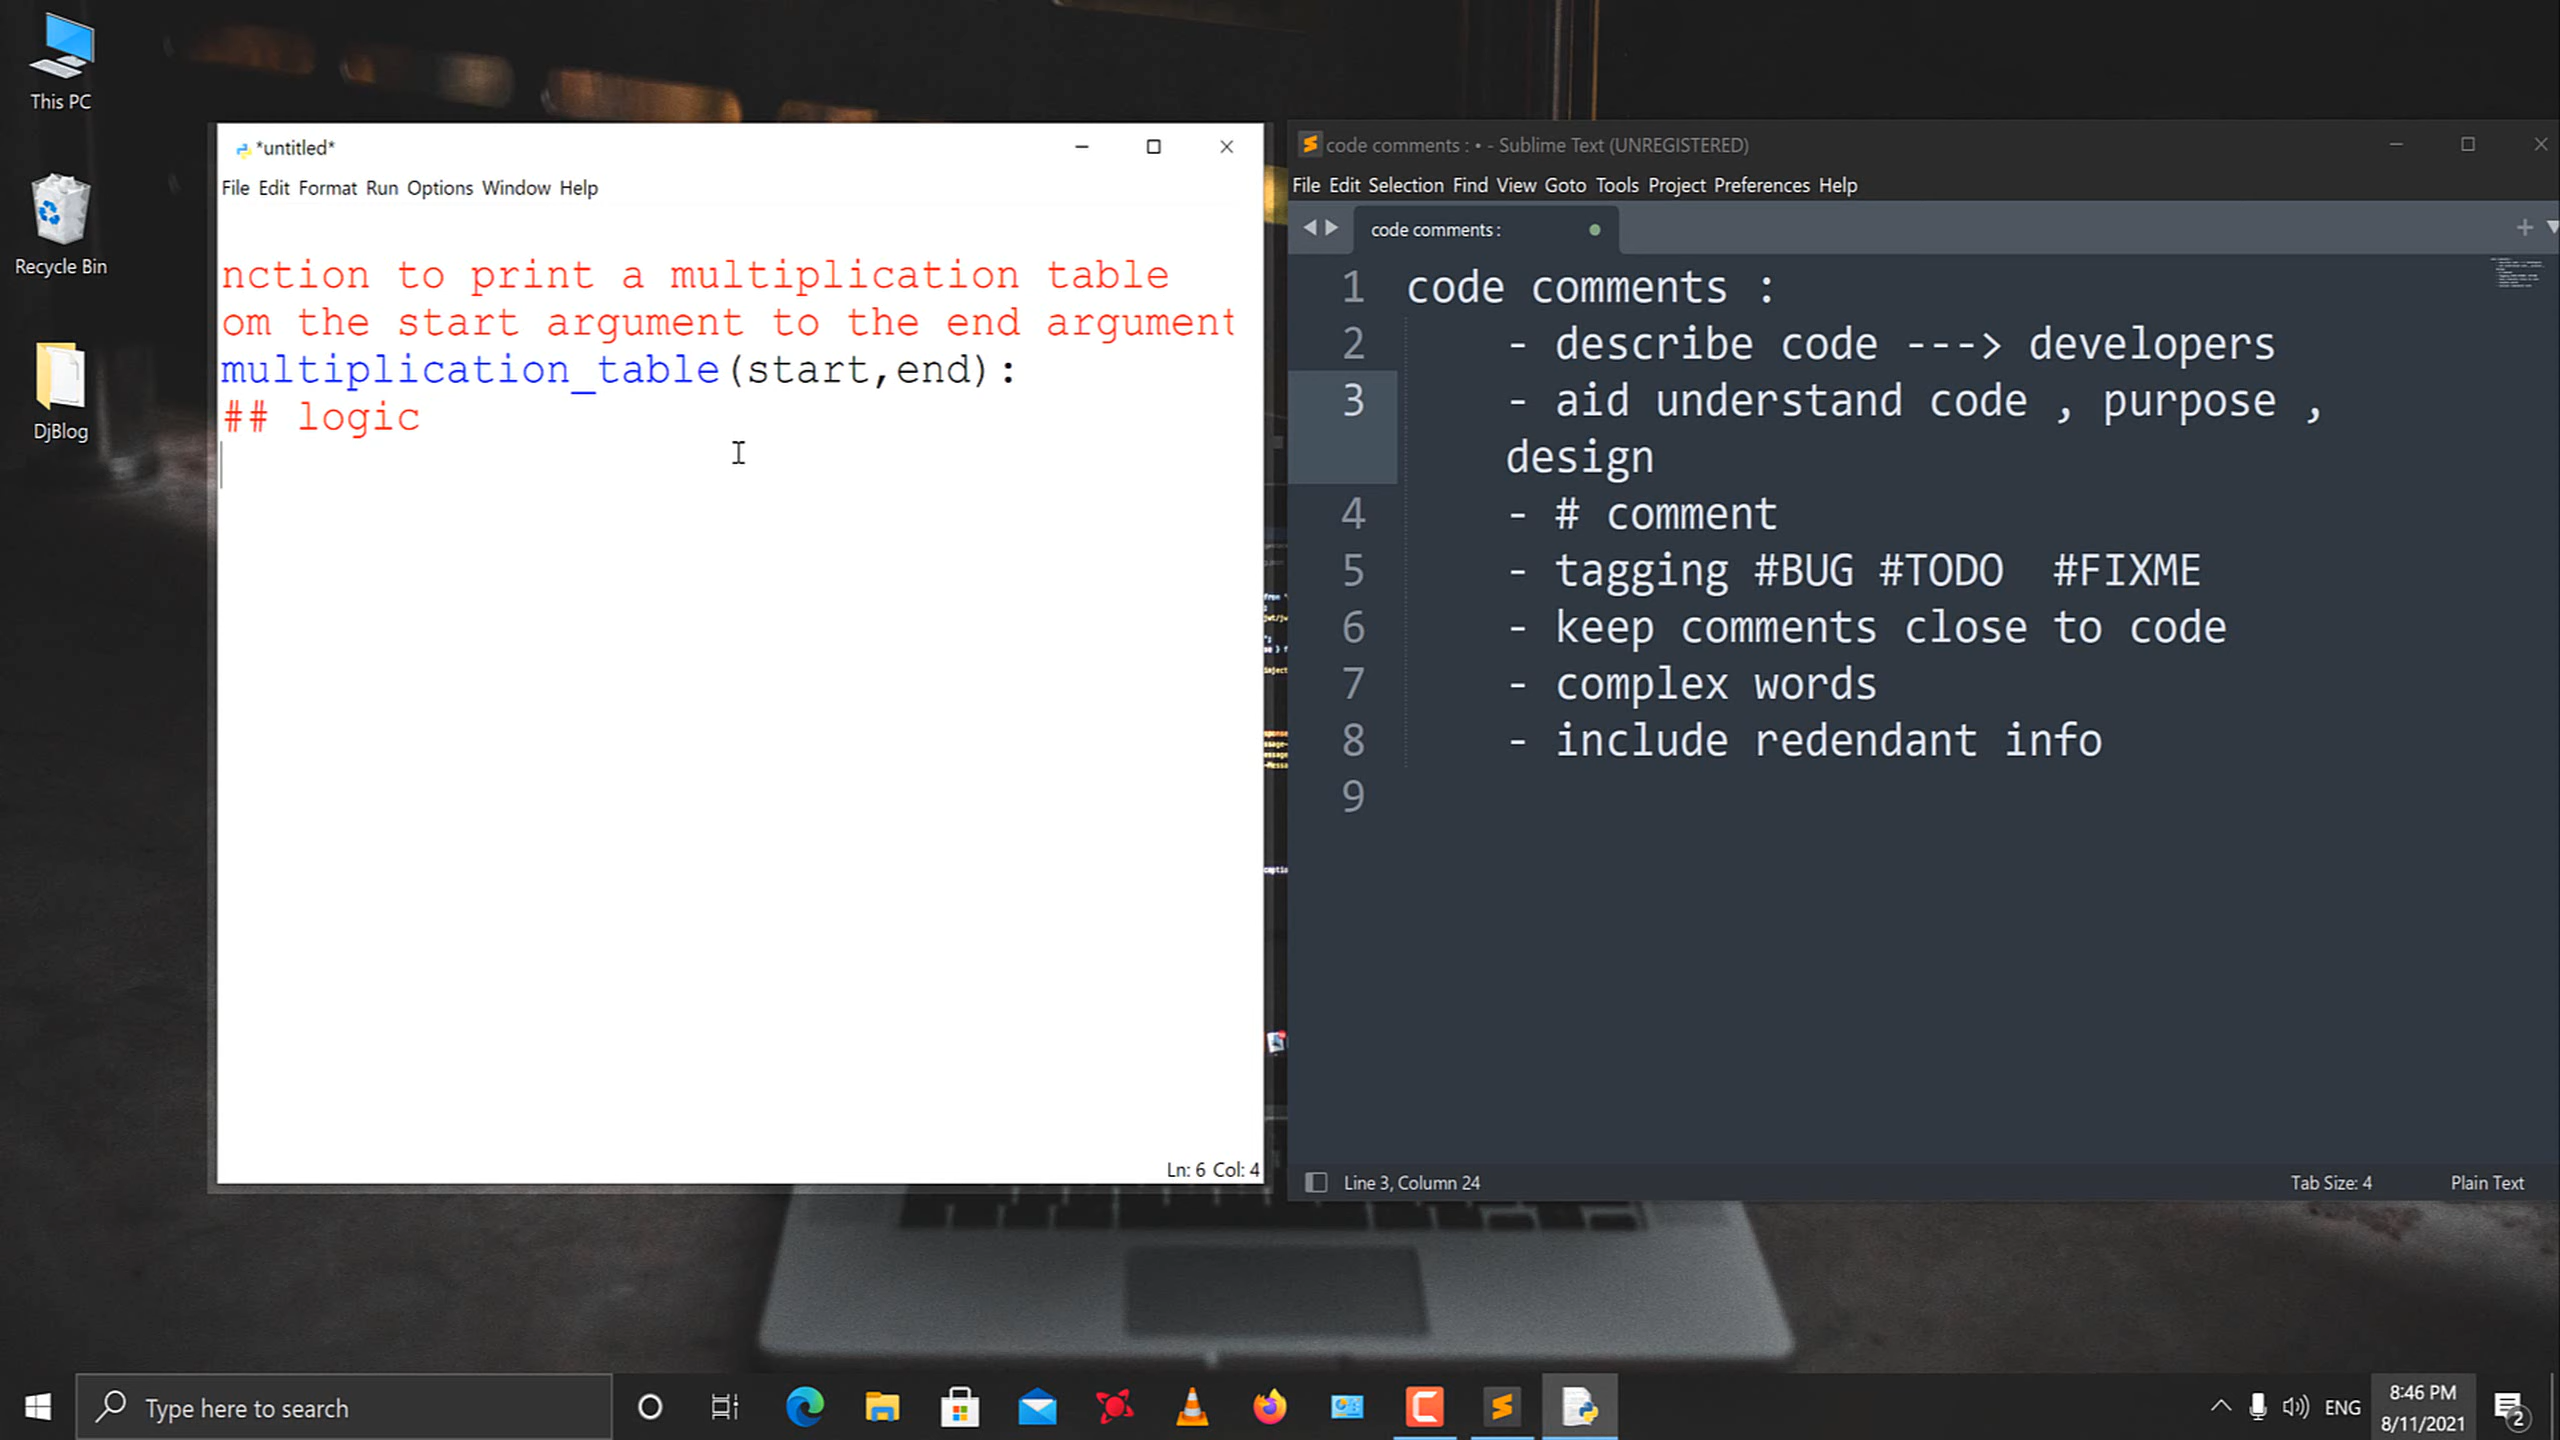 This PC
Recycle Bin
DjBlog
*untitled*
File Edit Format Run Options Window Help
nction to print a multiplication table
om the start argument to the end argument
multiplication_table(start,end):
## logic
Ln: 6 Col: 4
code comments : • - Sublime Text (UNREGISTERED)
File Edit Selection Find View Goto Tools Project Preferences Help
code comments :
1 code comments :
2 - describe code ---> developers
3 - aid understand code , purpose ,
design
4 - # comment
5 - tagging #BUG #TODO #FIXME
6 - keep comments close to code
7 - complex words
8 - include redendant info
9
Line 3, Column 24
Tab Size: 4
Plain Text
Type here to search
ENG
8:46 PM
8/11/2021
2